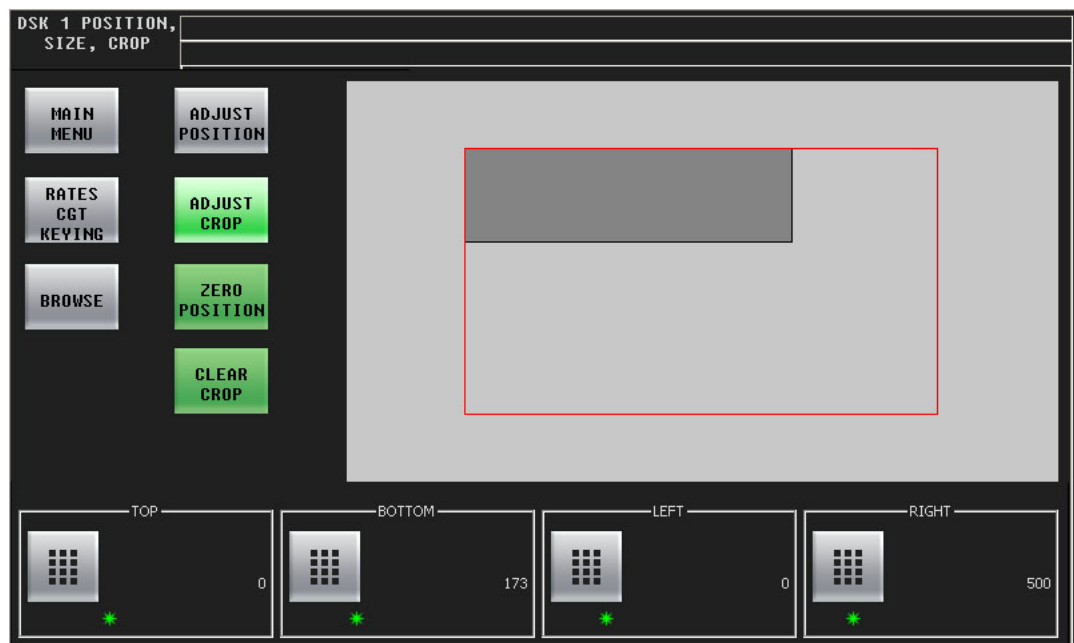 DSK 1 POSITION,
SIZE, CROP
MAIN
MENU
ADJUST
POSITION
RATES
CGT
KEYING
ADJUST
CROP
BROWSE
ZERO
POSITION
CLEAR
CROP
TOP
0
BOTTOM
173
LEFT
0
RIGHT
500